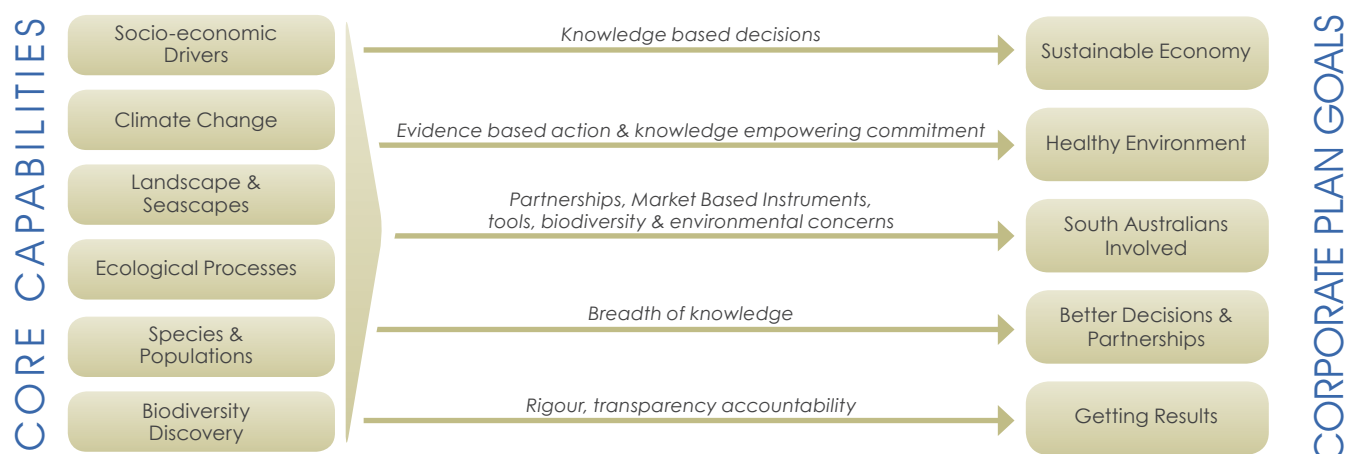 CORE CAPABILITIES
Socio-economic
Drivers
Climate Change
Landscape &
Seascapes
Ecological Processes
Species &
Populations
Biodiversity
Discovery
Knowledge based decisions
Evidence based action & knowledge empowering commitment
Partnerships, Market Based Instruments,
tools, biodiversity & environmental concerns
Breadth of knowledge
Rigour, transparency accountability
Sustainable Economy
Healthy Environment
South Australians
Involved
Better Decisions &
Partnerships
Getting Results
CORPORATE PLAN GOALS